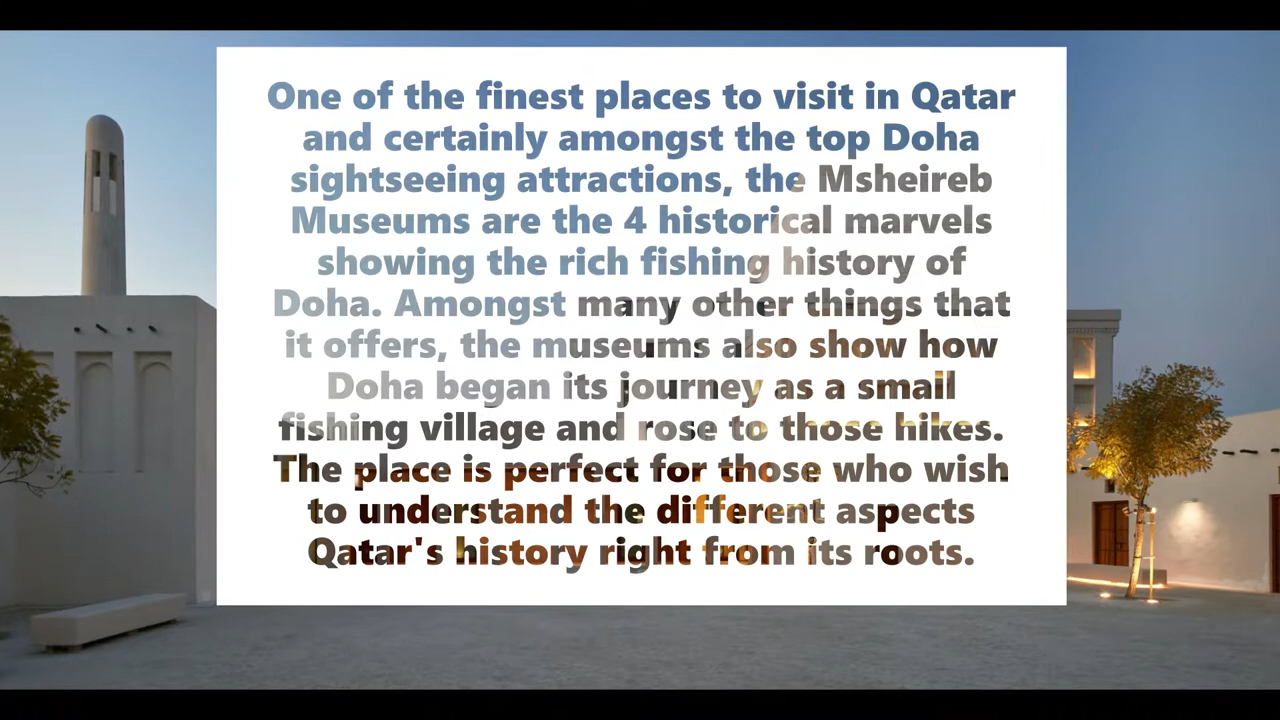 One of the finest places to visit in Qatar
and certainly amongst the top Doha
sightseeing attractions, the Msheireb
Museums are the 4 historical marvels
showing the rich fishing history of
Doha. Amongst many other things that
it offers, the museums also show how
Doha began its journey as a small
fishing village and rose to those hikes.
The place is perfect for those who wish
to understand the different aspects
Qatar's history right from its roots.